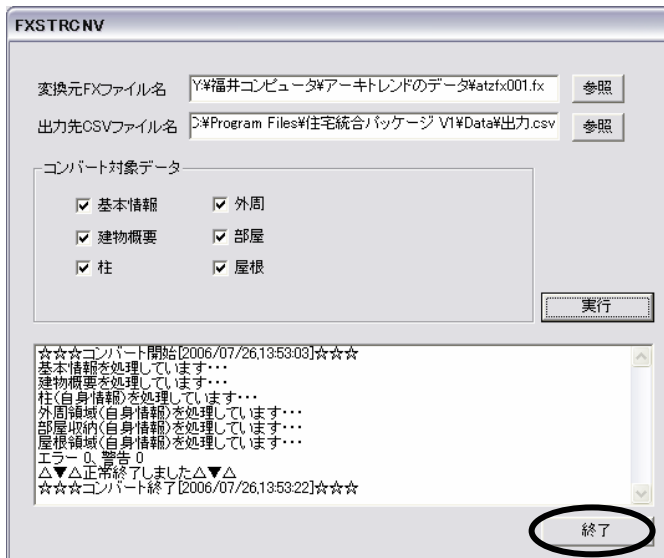 FXSTRCNV
変換元FXファイル名 Y:¥福井コンピュータ¥アーキトレンドのデータ¥atzfx001.fx 参照
出力先CSVファイル名 :¥Program Files¥住宅統合パッケージ V1¥Data¥出力.csv 参照
コンバート対象データ
基本情報 外周
建物概要 部屋
柱 屋根
実行
☆☆☆コンバート開始[2006/07/26,13:53:03]☆☆☆
基本情報を処理しています・・・
建物概要を処理しています・・・
柱(自身情報)を処理しています・・・
外周領域(自身情報)を処理しています・・・
部屋収納(自身情報)を処理しています・・・
屋根領域(自身情報)を処理しています・・・
エラー 0、警告 0
△▼△正常終了しました△▼△
☆☆☆コンバート終了[2006/07/26,13:53:22]☆☆☆
終了